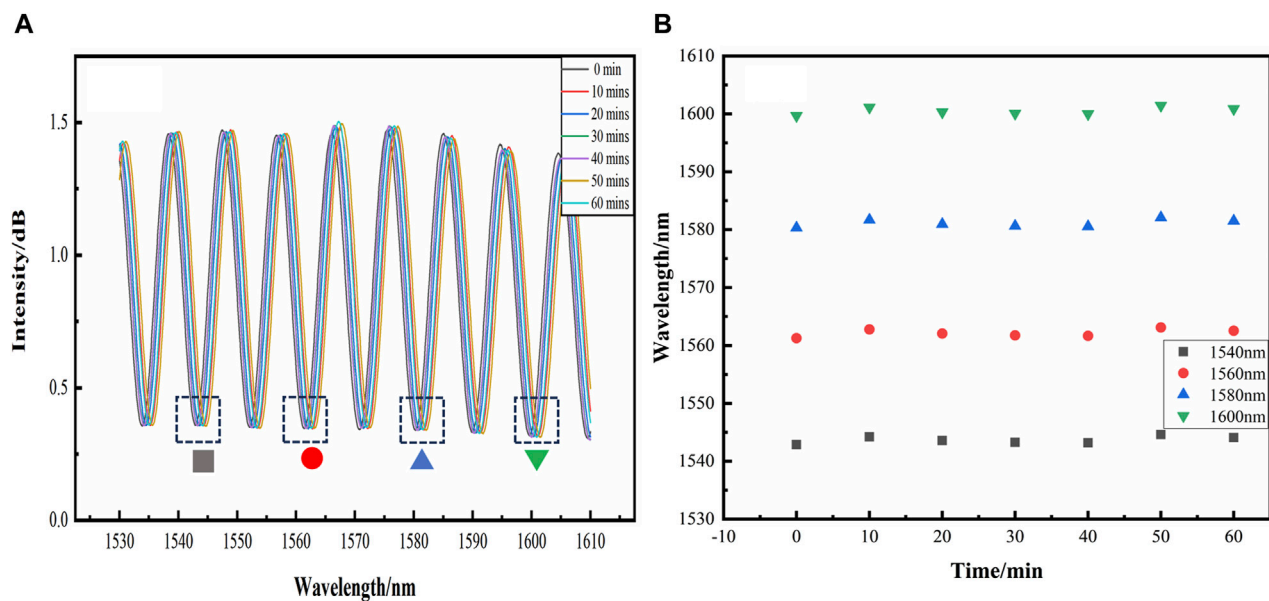 A
0 min
10 mins
20 mins
30 mins
40 mins
50 mins
60 mins
1.5
1.0
0.5
0.0
Intensity/dB
1530 1540 1550 1560 1570 1580 1590 1600 1610
Wavelength/nm
B
1610
1600
1590
1580
1570
1560
1550
1540
1530
Wavelength/nm
1540nm
1560nm
1580nm
1600nm
-10 0 10 20 30 40 50 60
Time/min